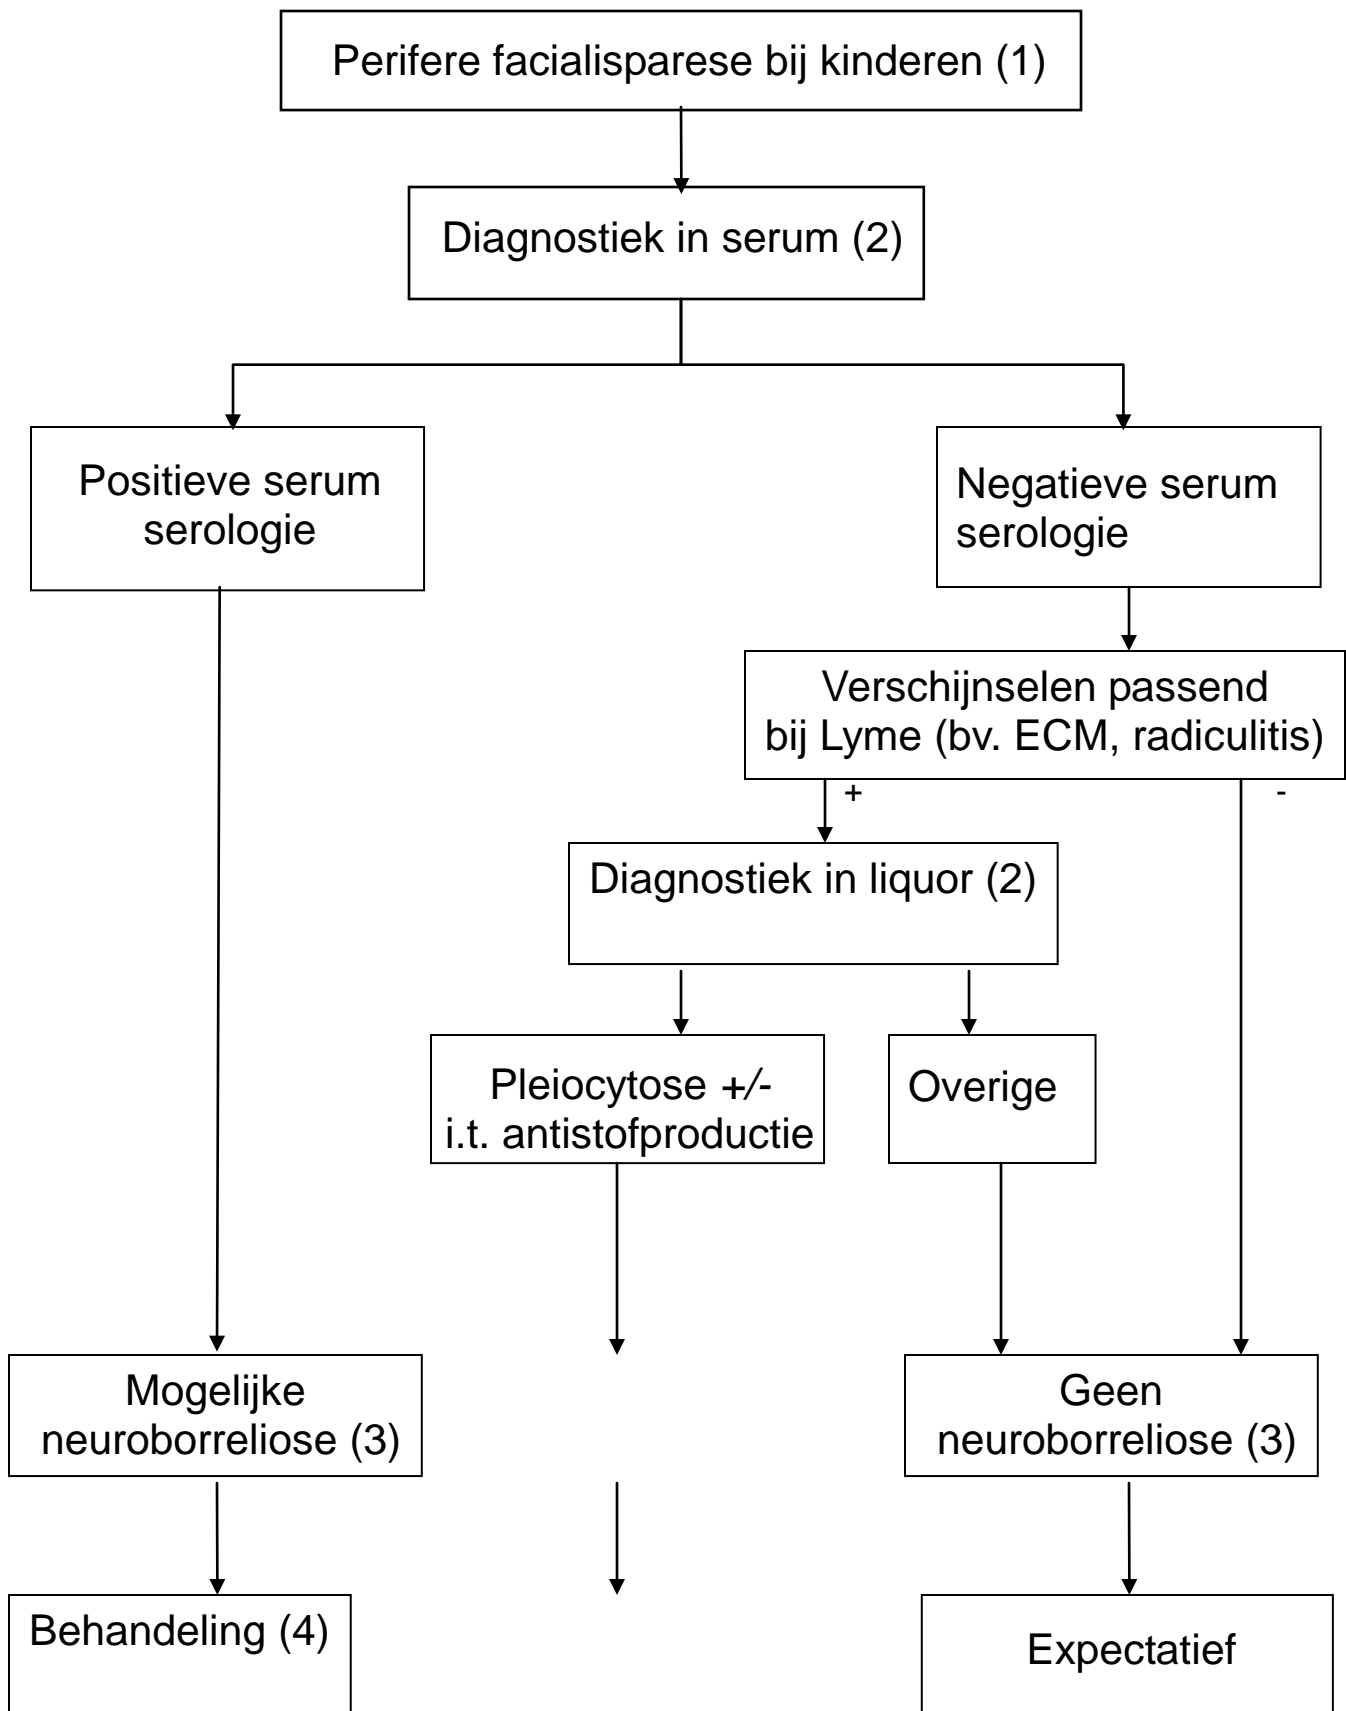 Perifere facialisparese bij kinderen (1)
Diagnostiek in serum (2)
Positieve serum
serologie
Negatieve serum
serologie
Verschijnselen passend
bij Lyme (bv. ECM, radiculitis)
+
-
Diagnostiek in liquor (2)
Pleiocytose +/-
i.t. antistofproductie
Overige
Mogelijke
neuroborreliose (3)
Geen
neuroborreliose (3)
Behandeling (4)
Expectatief